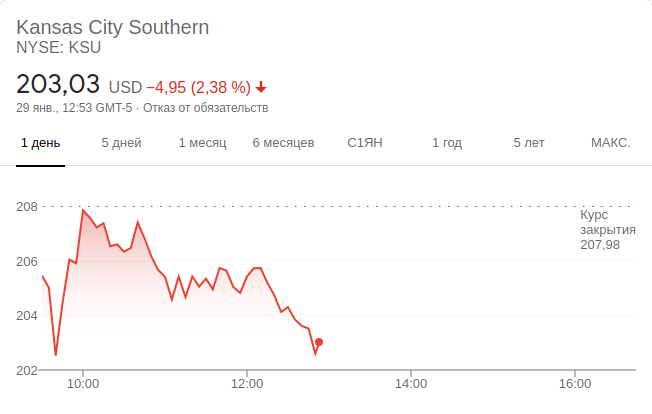 Kansas City Southern
NYSE: KSU
203,03 USD −4,95 (2,38 %)
29 янв., 12:53 GMT-5 · Отказ от обязательств
1 день 5 дней 1 месяц 6 месяцев С1ЯН 1 год 5 лет МАКС.
208
Курс
закрытия
207,98
206
204
202
10:00 12:00 14:00 16:00